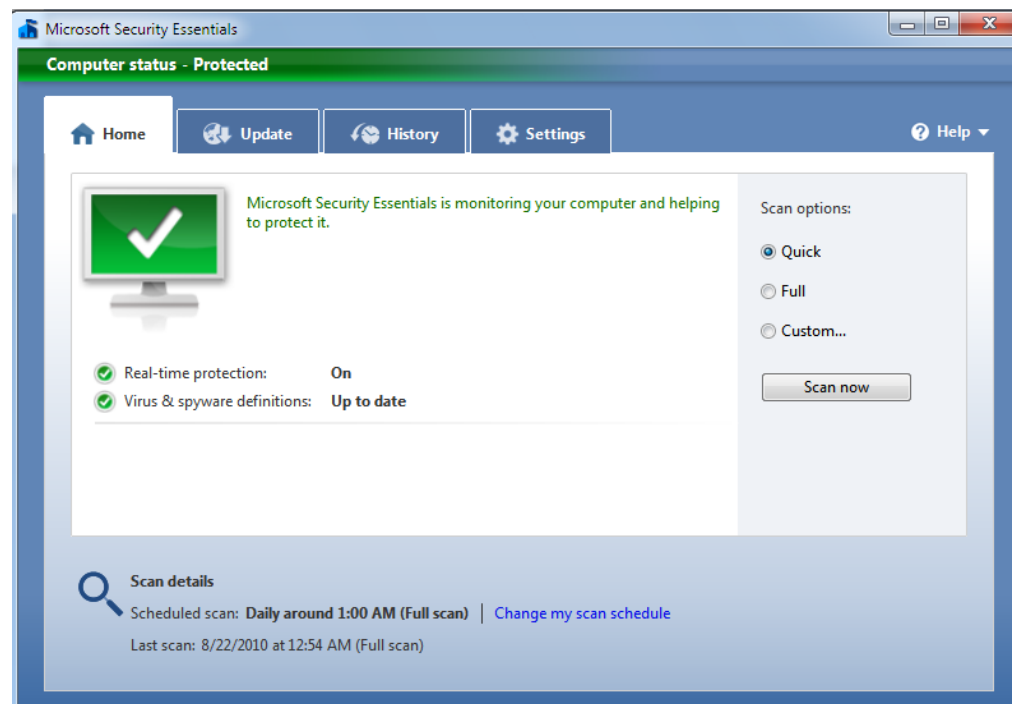 Microsoft Security Essentials
Computer status - Protected
Home
Update
History
Settings
Help
Microsoft Security Essentials is monitoring your computer and helping
to protect it.
Real-time protection: On
Virus & spyware definitions: Up to date
Scan options:
Quick
Full
Custom...
Scan now
Scan details
Scheduled scan: Daily around 1:00 AM (Full scan) | Change my scan schedule
Last scan: 8/22/2010 at 12:54 AM (Full scan)